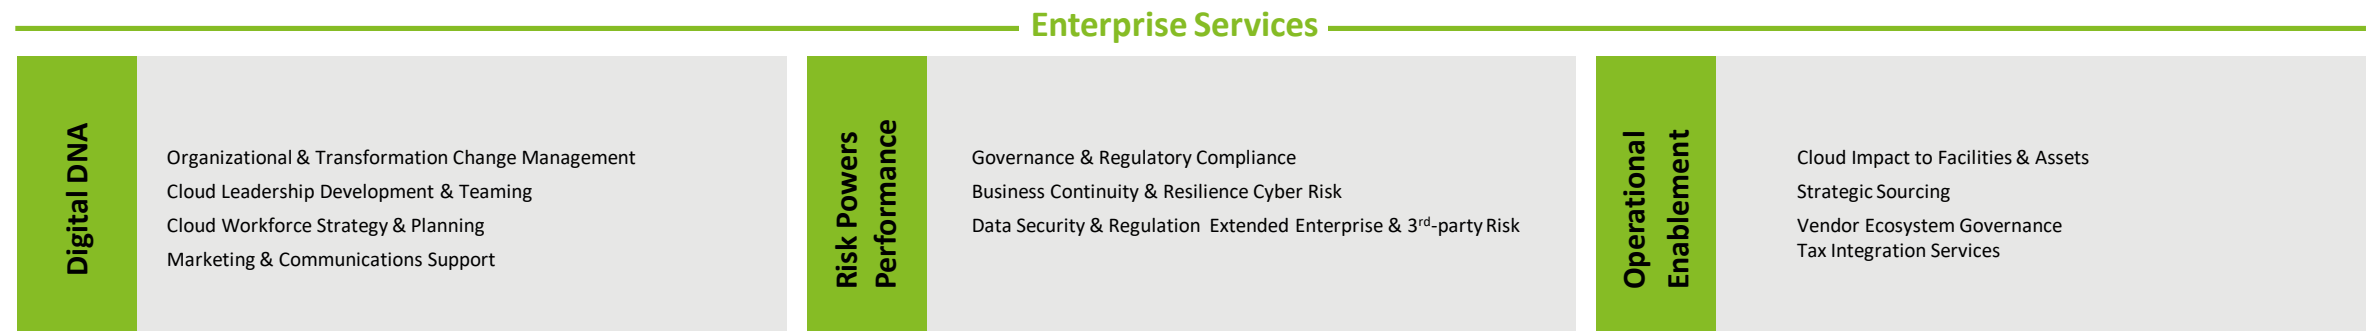 Enterprise Services
Digital DNA
Organizational & Transformation Change Management
Cloud Leadership Development & Teaming
Cloud Workforce Strategy & Planning
Marketing & Communications Support
Risk Powers
Performance
Governance & Regulatory Compliance
Business Continuity & Resilience Cyber Risk
Data Security & Regulation Extended Enterprise & 3rd-party Risk
Operational
Enablement
Cloud Impact to Facilities & Assets
Strategic Sourcing
Vendor Ecosystem Governance
Tax Integration Services